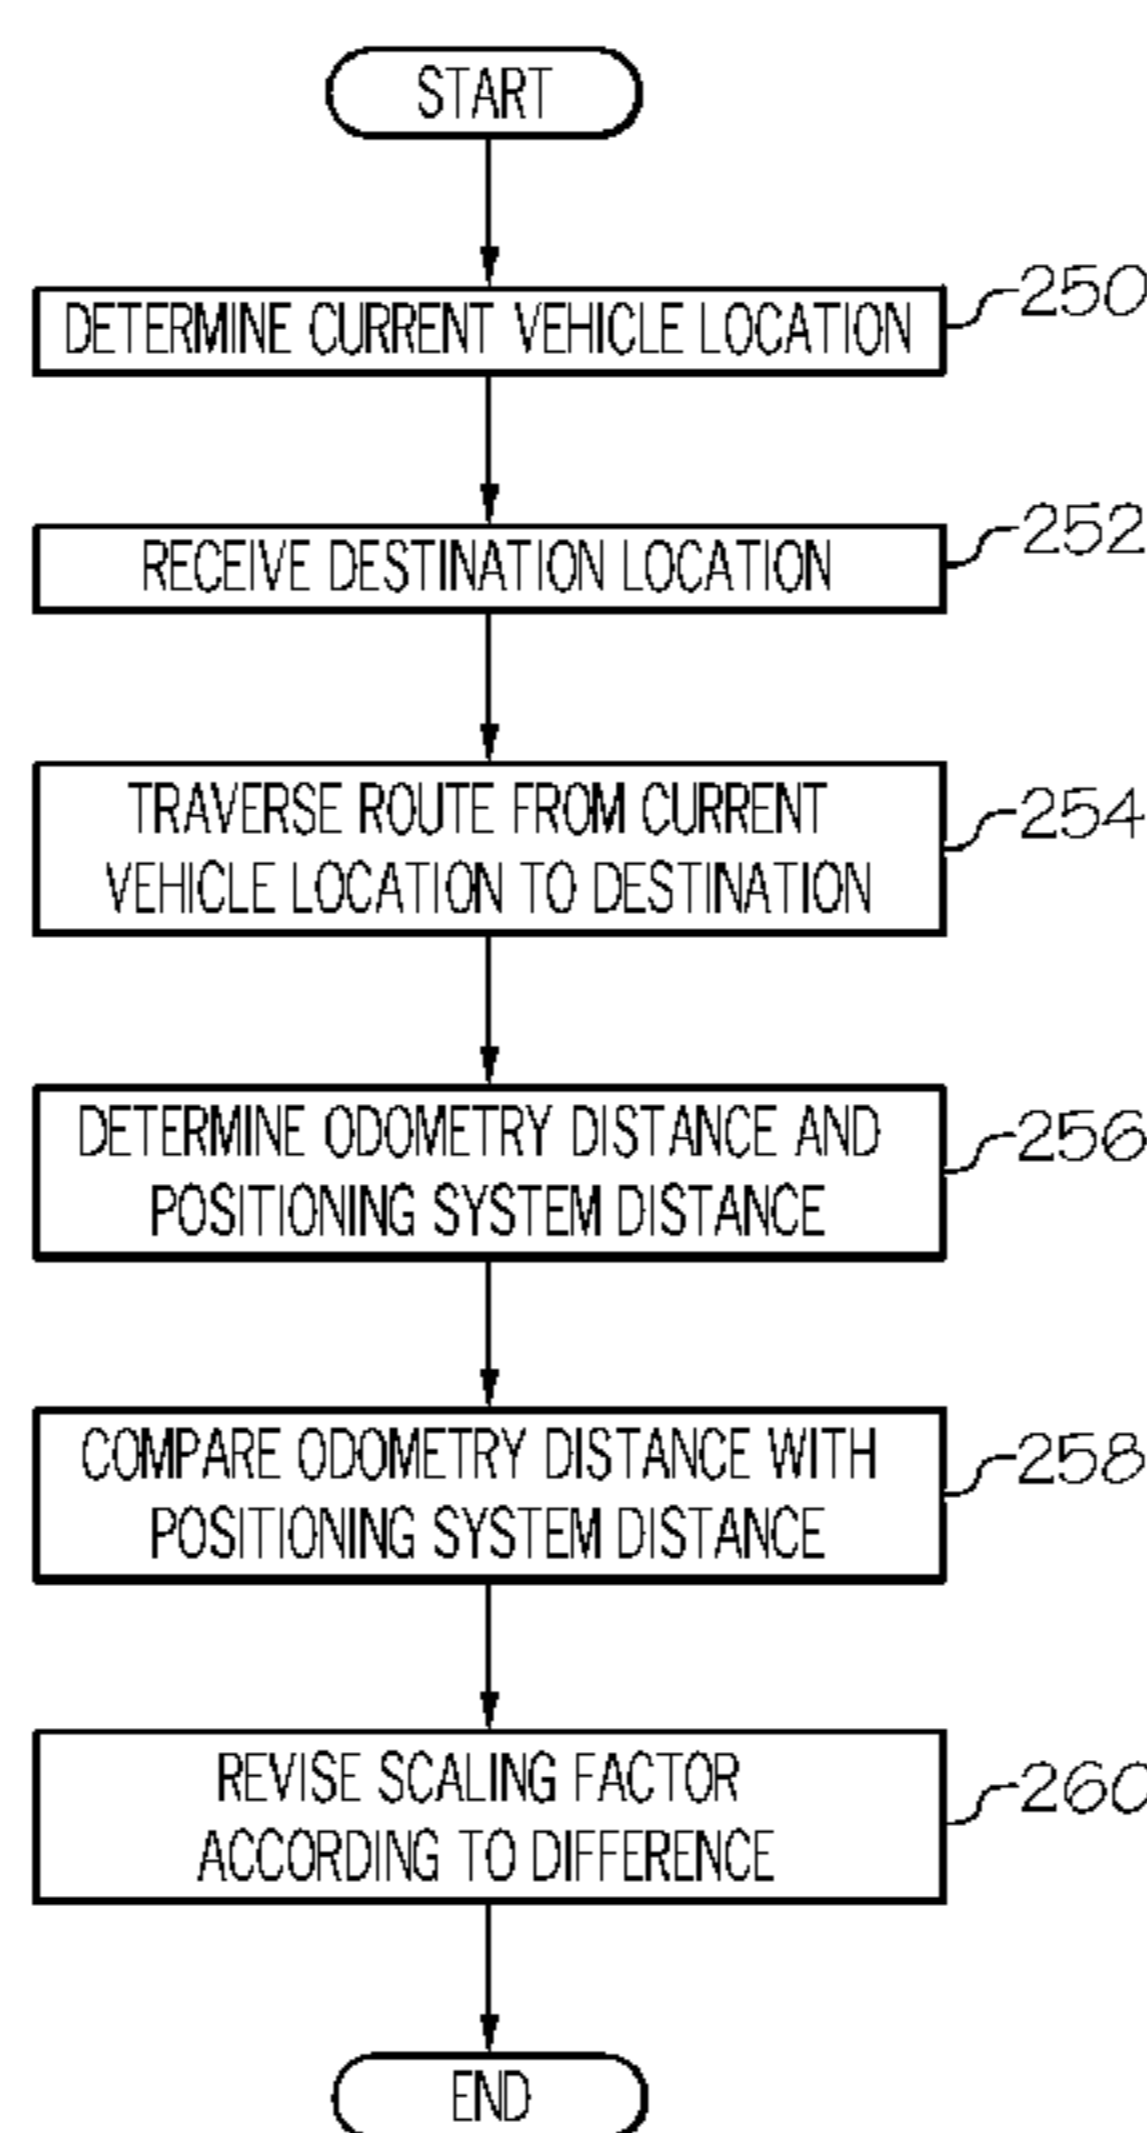 START
DETERMINE CURRENT VEHICLE LOCATION
250
RECEIVE DESTINATION LOCATION
252
TRAVERSE ROUTE FROM CURRENT
VEHICLE LOCATION TO DESTINATION
254
DETERMINE ODOMETRY DISTANCE AND
POSITIONING SYSTEM DISTANCE
256
COMPARE ODOMETRY DISTANCE WITH
POSITIONING SYSTEM DISTANCE
258
REVISE SCALING FACTOR
ACCORDING TO DIFFERENCE
260
END